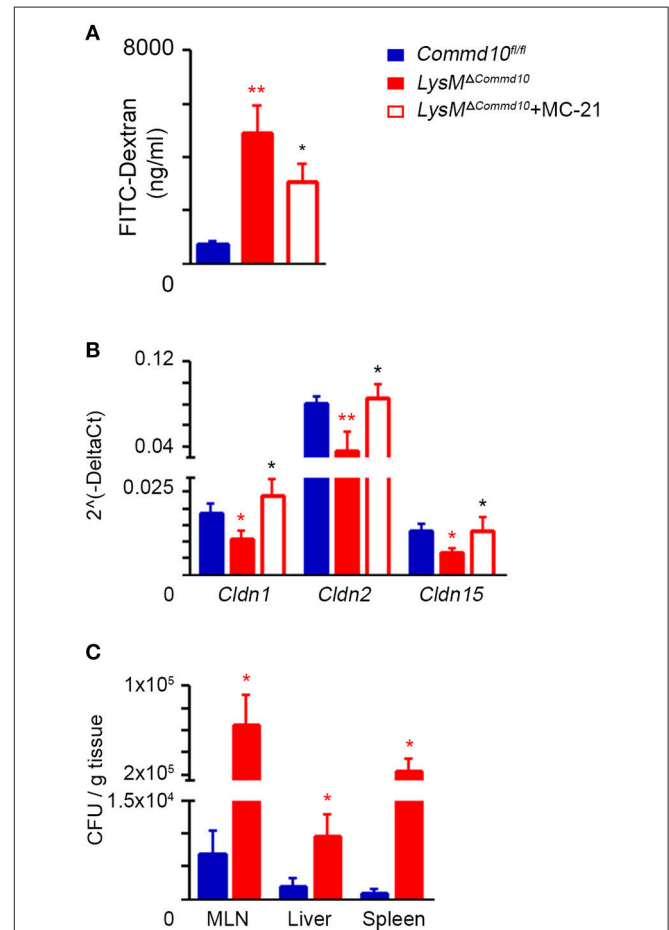 A
8000
FITC-Dextran
(ng/ml)
0
**
*
Commd10fl/fl
LysMΔCommd10
LysMΔCommd10+MC-21
B
0.12
0.04
0.025
0
2^(-DeltaCt)
*
*
**
*
*
*
Cldn1 Cldn2 Cldn15
C
1x10⁵
2x10⁵
1.5x10⁴
0
CFU / g tissue
*
*
*
MLN Liver Spleen